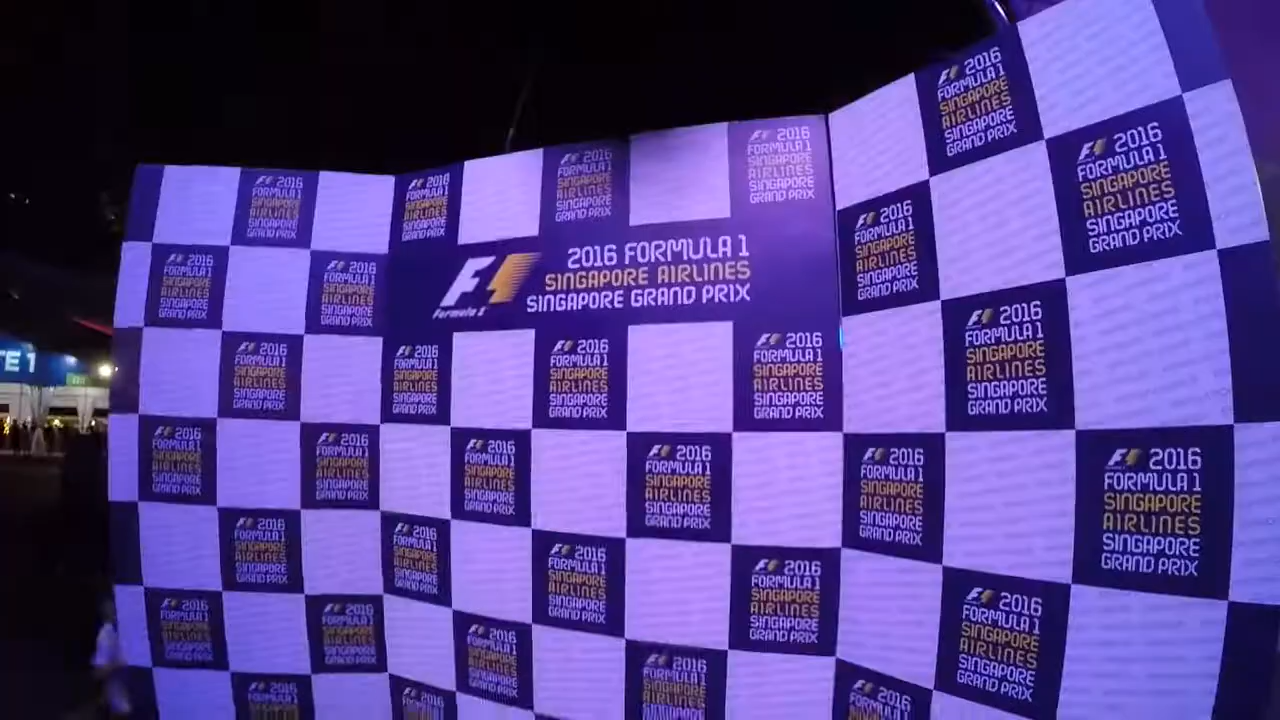 2016 FORMULA 1
SINGAPORE AIRLINES
SINGAPORE GRAND PRIX
F1
Formula 1
F1 2016
FORMULA 1
SINGAPORE
AIRLINES
SINGAPORE
GRAND PRIX
TE 1